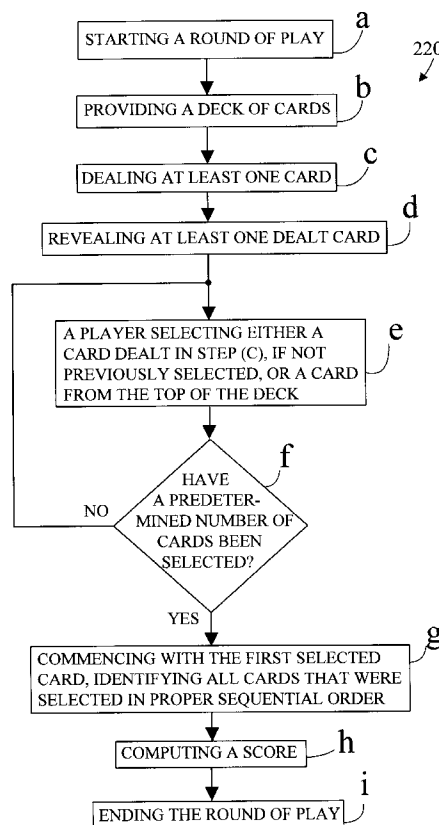 a
STARTING A ROUND OF PLAY
220
b
PROVIDING A DECK OF CARDS
c
DEALING AT LEAST ONE CARD
d
REVEALING AT LEAST ONE DEALT CARD
A PLAYER SELECTING EITHER A
CARD DEALT IN STEP (C), IF NOT
PREVIOUSLY SELECTED, OR A CARD
FROM THE TOP OF THE DECK
e
f
HAVE
A PREDETER-
MINED NUMBER OF
CARDS BEEN
SELECTED?
NO
YES
g
COMMENCING WITH THE FIRST SELECTED
CARD, IDENTIFYING ALL CARDS THAT WERE
SELECTED IN PROPER SEQUENTIAL ORDER
h
COMPUTING A SCORE
i
ENDING THE ROUND OF PLAY